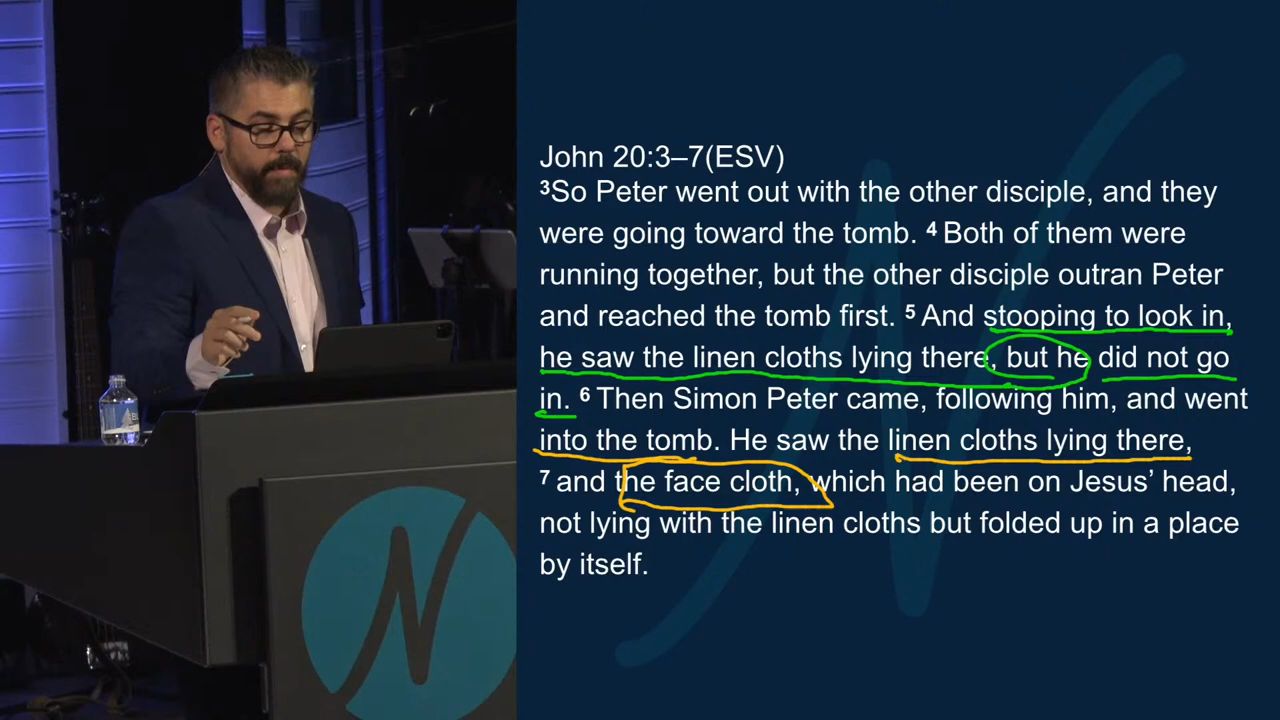 John 20:3–7(ESV)
³So Peter went out with the other disciple, and they
were going toward the tomb. ⁴ Both of them were
running together, but the other disciple outran Peter
and reached the tomb first. ⁵ And stooping to look in,
he saw the linen cloths lying there, but he did not go
in. ⁶ Then Simon Peter came, following him, and went
into the tomb. He saw the linen cloths lying there,
⁷ and the face cloth, which had been on Jesus’ head,
not lying with the linen cloths but folded up in a place
by itself.
N